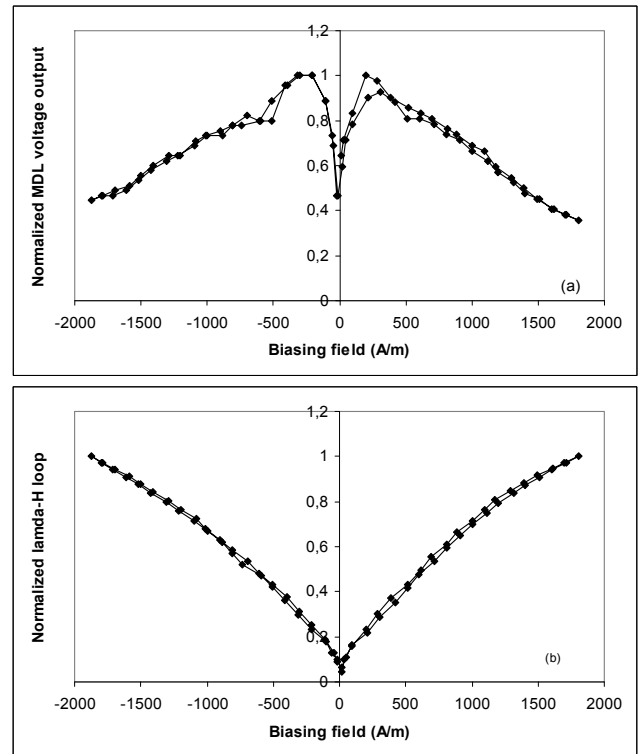 1,2
1
0,8
0,6
0,4
0,2
0
-2000 -1500 -1000 -500 0 500 1000 1500 2000
Biasing field (A/m)
Normalized MDL voltage output
(a)
1,2
1
0,8
0,6
0,4
0,2
0
-2000 -1500 -1000 -500 0 500 1000 1500 2000
Biasing field (A/m)
Normalized lamda-H loop
(b)